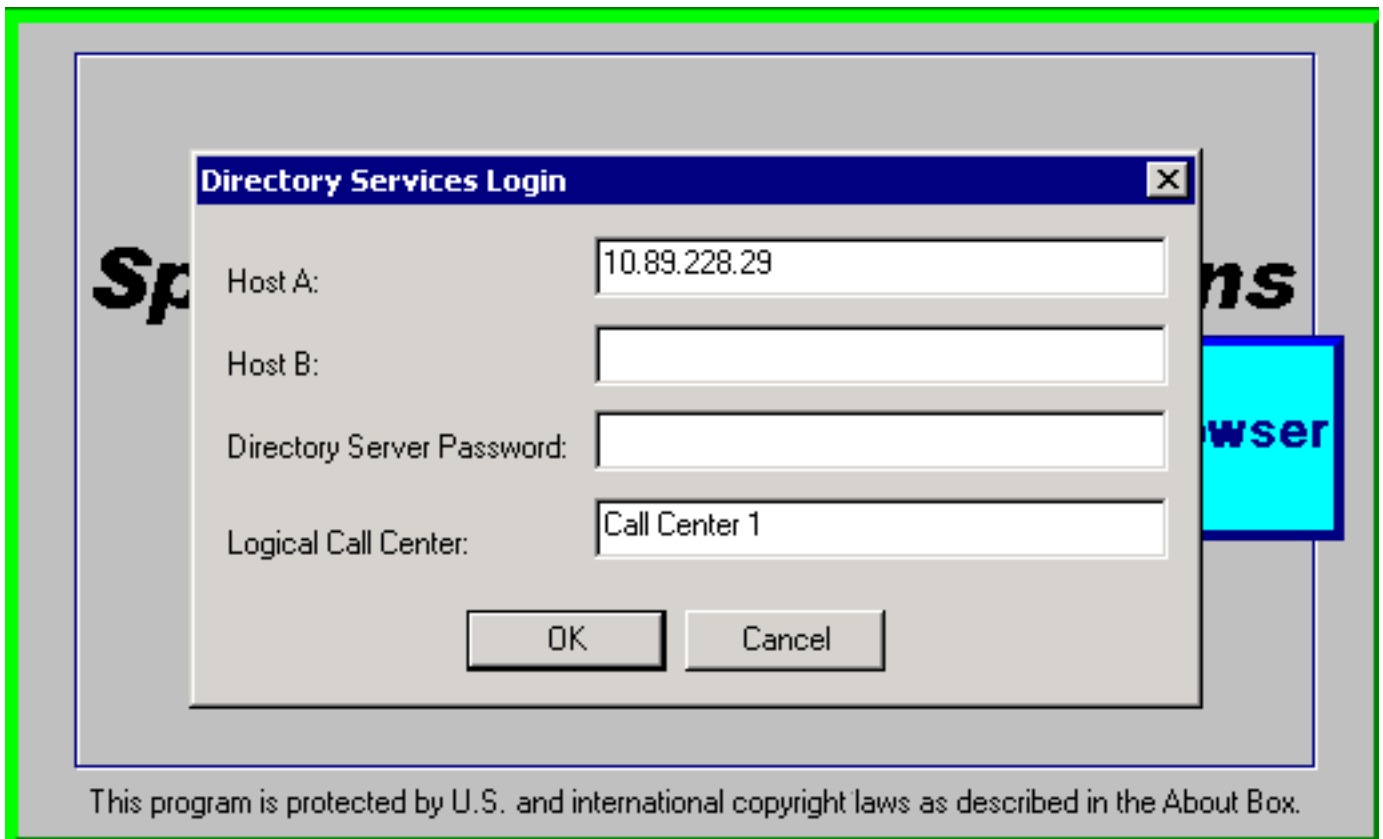 Directory Services Login
Host A: 10.89.228.29
Host B:
Directory Server Password:
Logical Call Center: Call Center 1
OK Cancel
This program is protected by U.S. and international copyright laws as described in the About Box.